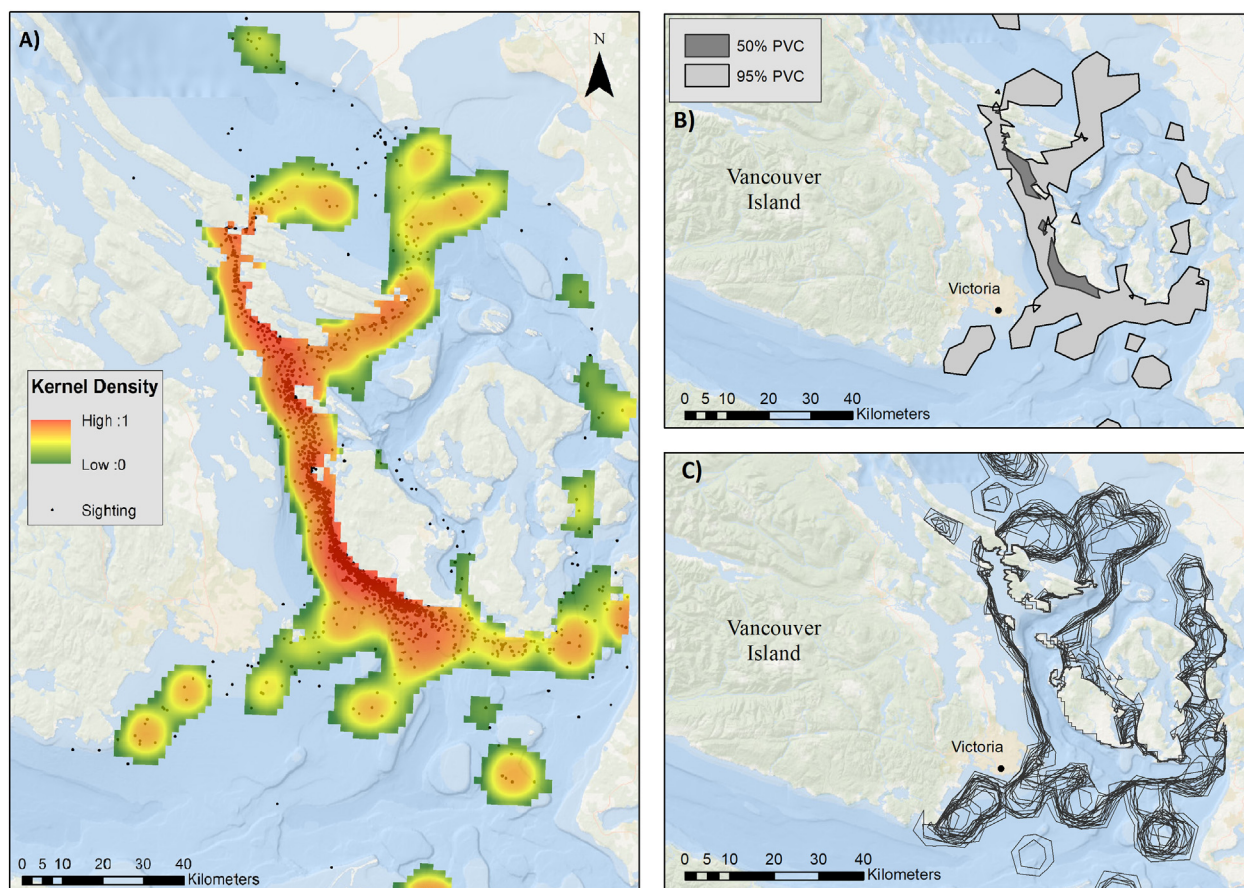 A)
N
Kernel Density
High :1
Low :0
Sighting
0 5 10 20 30 40
Kilometers
50% PVC
95% PVC
B)
Vancouver
Island
Victoria
0 5 10 20 30 40
Kilometers
C)
Vancouver
Island
Victoria
0 5 10 20 30 40
Kilometers